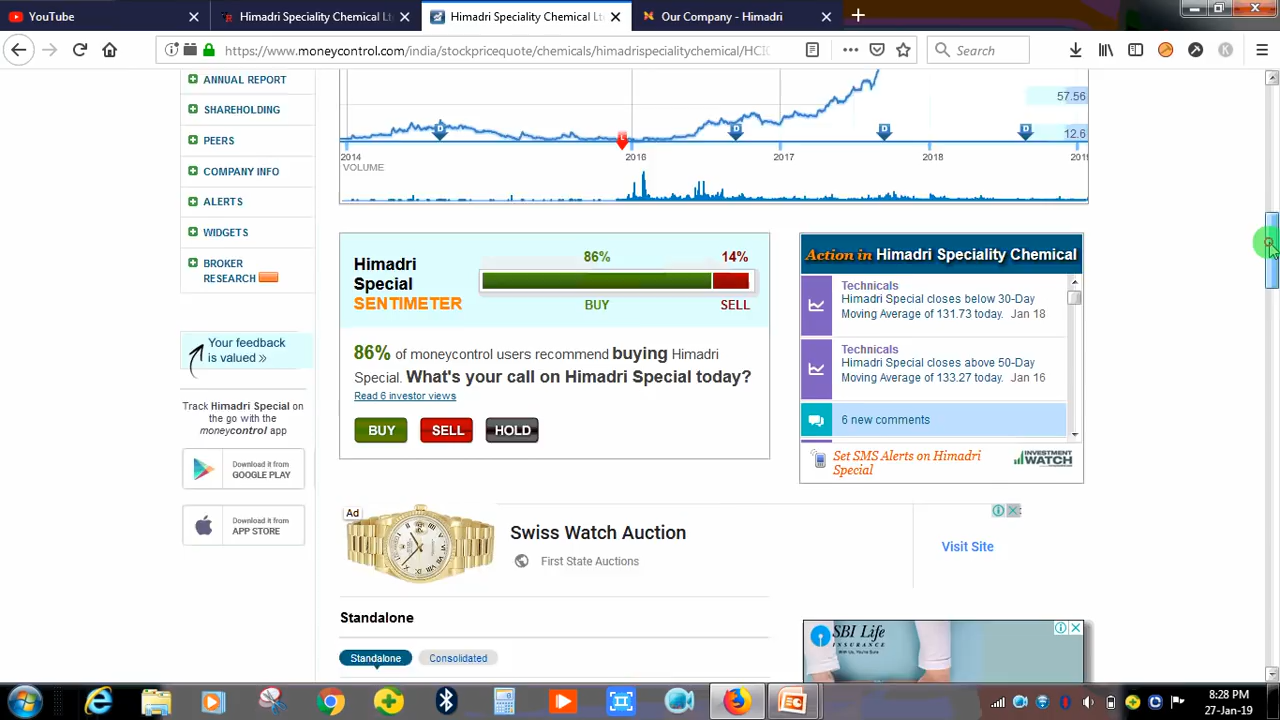 YouTube
Himadri Speciality Chemical Lt
Himadri Speciality Chemical Lt
Our Company - Himadri
https://www.moneycontrol.com/india/stockpricequote/chemicals/himadrispecialitychemical/HCI
Search
ANNUAL REPORT
SHAREHOLDING
PEERS
COMPANY INFO
ALERTS
WIDGETS
BROKER
RESEARCH
Your feedback
is valued »
Track Himadri Special on
the go with the
moneycontrol app
Download it from
GOOGLE PLAY
Download it from
APP STORE
57.56
12.6
D
E
D
D
D
2014
2016
2017
2018
2019
VOLUME
Himadri
Special
SENTIMETER
86%
14%
BUY
SELL
86% of moneycontrol users recommend buying Himadri
Special. What's your call on Himadri Special today?
Read 6 investor views
BUY
SELL
HOLD
Action in Himadri Speciality Chemical
Technicals
Himadri Special closes below 30-Day
Moving Average of 131.73 today. Jan 18
Technicals
Himadri Special closes above 50-Day
Moving Average of 133.27 today. Jan 16
6 new comments
Set SMS Alerts on Himadri
Special
INVESTMENT
WATCH
Ad
Swiss Watch Auction
First State Auctions
Visit Site
Standalone
Standalone
Consolidated
SBI Life
INSURANCE
With Us, You're Sure
8:28 PM
27-Jan-19